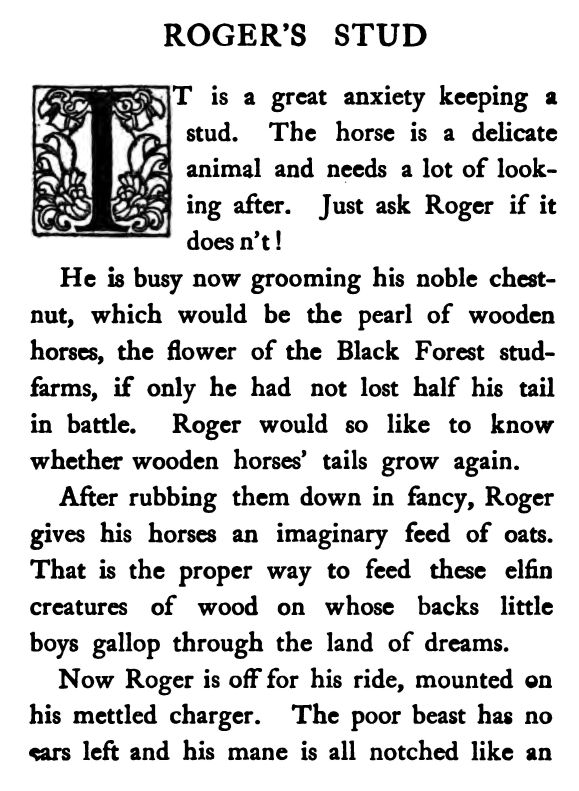 ROGER'S STUD
IT is a great anxiety keeping a
stud. The horse is a delicate
animal and needs a lot of look-
ing after. Just ask Roger if it
does n't!
He is busy now grooming his noble chest-
nut, which would be the pearl of wooden
horses, the flower of the Black Forest stud-
farms, if only he had not lost half his tail
in battle. Roger would so like to know
whether wooden horses' tails grow again.
After rubbing them down in fancy, Roger
gives his horses an imaginary feed of oats.
That is the proper way to feed these elfin
creatures of wood on whose backs little
boys gallop through the land of dreams.
Now Roger is off for his ride, mounted on
his mettled charger. The poor beast has no
ears left and his mane is all notched like an